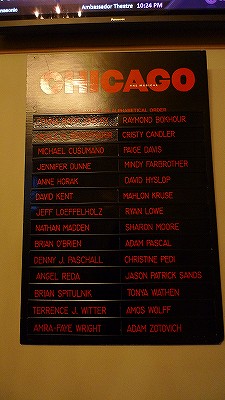 Panasonic
Ambassador Theatre 10:24 PM
Panasonic
CHICAGO
THE MUSICAL
ALPHABETICAL ORDER
RAYMOND BOKHOUR
CRISTY CANDLER
MICHAEL CUSUMANO PAIGE DAVIS
JENNIFER DUNNE MINDY FARBROTHER
ANNE HORAK DAVID HYSLOP
DAVID KENT MAHLON KRUSE
JEFF LOEFFELHOLZ RYAN LOWE
NATHAN MADDEN SHARON MOORE
BRIAN O'BRIEN ADAM PASCAL
DENNY J. PASCHALL CHRISTINE PEDI
ANGEL REDA JASON PATRICK SANDS
BRIAN SPITULNIK TONYA WATHEN
TERRENCE J. WITTER AMOS WOLFF
AMRA-FAYE WRIGHT ADAM ZOTOVICH